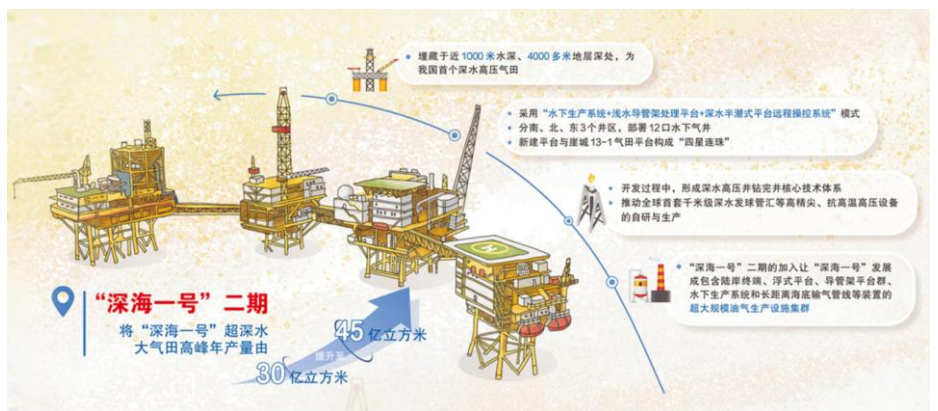 埋藏于近1000米水深、4000多米地层深处，为
我国首个深水高压气田
采用“水下生产系统+浅水导管架处理平台+深水半潜式平台远程操控系统”模式
分南、北、东3个井区，部署12口水下气井
新建平台与崖城13-1气田平台构成“四星连珠”
开发过程中，形成深水高压井钻完井核心技术体系
推动全球首套千米级深水发球管汇等高精尖、抗高温高压设备
的自研与生产
“深海一号”二期的加入让“深海一号”发展
成包含陆岸终端、浮式平台、导管架平台群、
水下生产系统和长距离海底输气管线等装置的
超大规模油气生产设施集群
“深海一号”二期
将“深海一号”超深水
大气田高峰年产量由
30亿立方米
提升至
45亿立方米
H